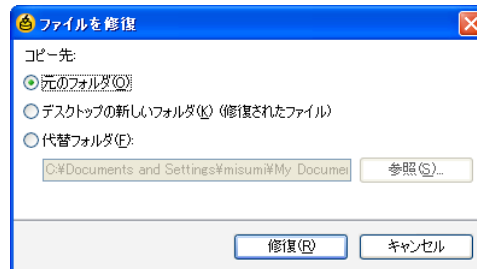 ファイルを修復
コピー先:
元のフォルダ(O)
デスクトップの新しいフォルダ(K) (修復されたファイル)
代替フォルダ(F):
C:¥Documents and Settings¥misumi¥My Documen
参照(S)...
修復(R)
キャンセル